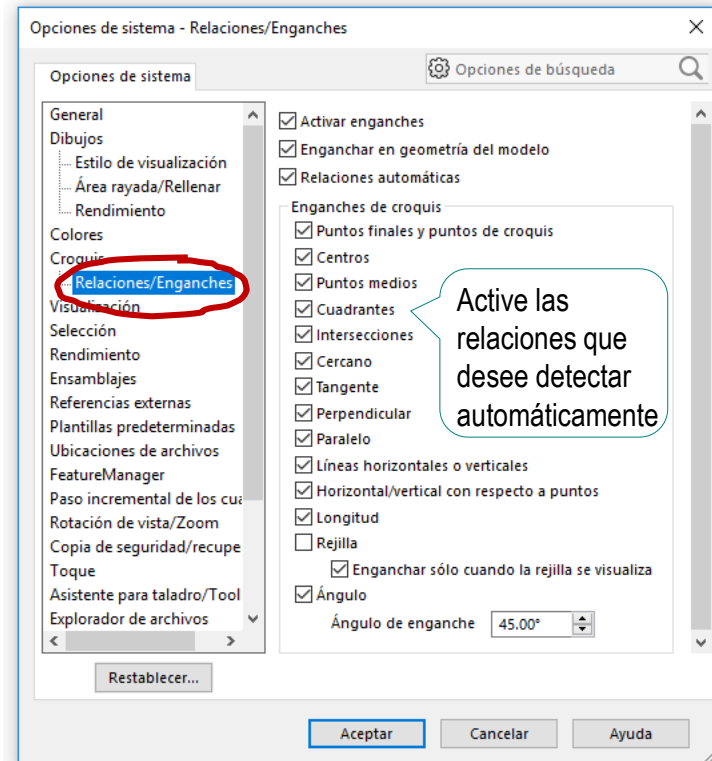 Opciones de sistema - Relaciones/Enganches
Opciones de sistema
Opciones de búsqueda
General
Dibujos
Estilo de visualización
Área rayada/Rellenar
Rendimiento
Colores
Croquis
Relaciones/Enganches
Visualización
Selección
Rendimiento
Ensamblajes
Referencias externas
Plantillas predeterminadas
Ubicaciones de archivos
FeatureManager
Paso incremental de los cua
Rotación de vista/Zoom
Copia de seguridad/recupe
Toque
Asistente para taladro/Tool
Explorador de archivos
Restablecer...
Activar enganches
Enganchar en geometría del modelo
Relaciones automáticas
Enganches de croquis
Puntos finales y puntos de croquis
Centros
Puntos medios
Cuadrantes
Intersecciones
Cercano
Tangente
Perpendicular
Paralelo
Líneas horizontales o verticales
Horizontal/vertical con respecto a puntos
Longitud
Rejilla
Enganchar sólo cuando la rejilla se visualiza
Ángulo
Ángulo de enganche 45.00°
Active las
relaciones que
desee detectar
automáticamente
Aceptar
Cancelar
Ayuda